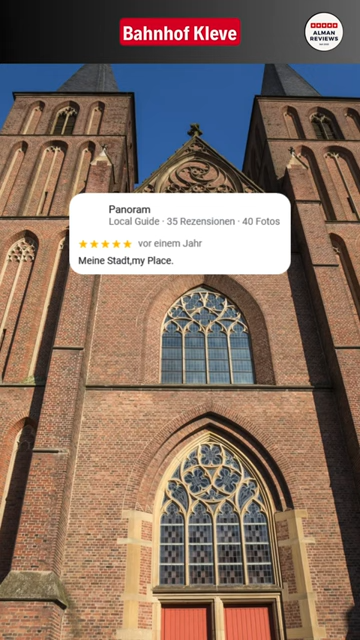 Bahnhof Kleve
ALMAN
REVIEWS
Panoram
Local Guide · 35 Rezensionen · 40 Fotos
vor einem Jahr
Meine Stadt,my Place.